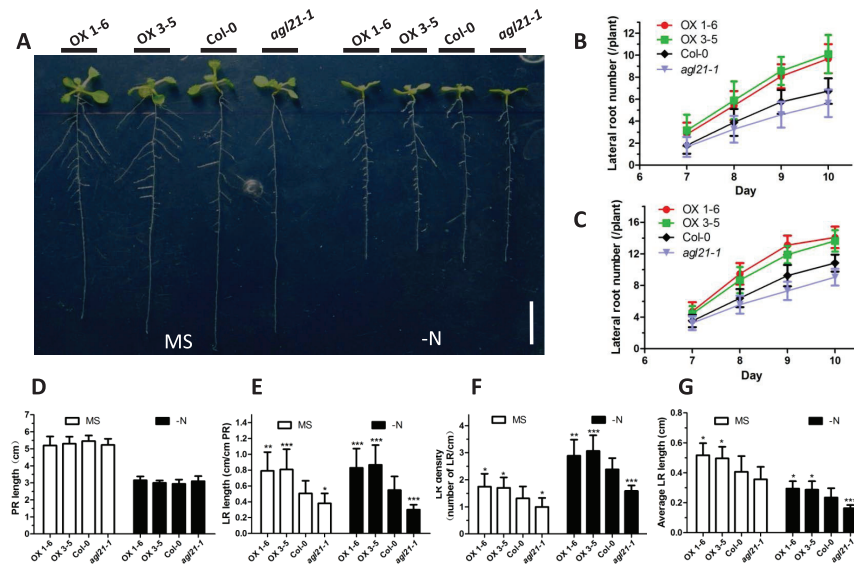 A
OX 1-6
OX 3-5
Col-0
agl21-1
OX 1-6
OX 3-5
Col-0
agl21-1
MS
-N
B
Lateral root number (/plant)
12
10
8
6
4
2
0
6
7
8
9
10
Day
OX 1-6
OX 3-5
Col-0
agl21-1
C
Lateral root number (/plant)
16
12
8
4
0
6
7
8
9
10
Day
OX 1-6
OX 3-5
Col-0
agl21-1
D
MS
-N
PR length (cm)
7
6
5
4
3
2
1
0
OX 1-6
OX 3-5
Col-0
agl21-1
OX 1-6
OX 3-5
Col-0
agl21-1
E
MS
-N
LR length (cm/cm PR)
2.0
1.5
1.0
0.5
0.0
**
***
*
***
***
***
OX 1-6
OX 3-5
Col-0
agl21-1
OX 1-6
OX 3-5
Col-0
agl21-1
F
MS
-N
LR density
(number of LR/cm)
4
3
2
1
0
*
*
*
**
***
***
OX 1-6
OX 3-5
Col-0
agl21-1
OX 1-6
OX 3-5
Col-0
agl21-1
G
MS
-N
Average LR length (cm)
0.8
0.6
0.4
0.2
0.0
*
*
*
*
***
OX 1-6
OX 3-5
Col-0
agl21-1
OX 1-6
OX 3-5
Col-0
agl21-1